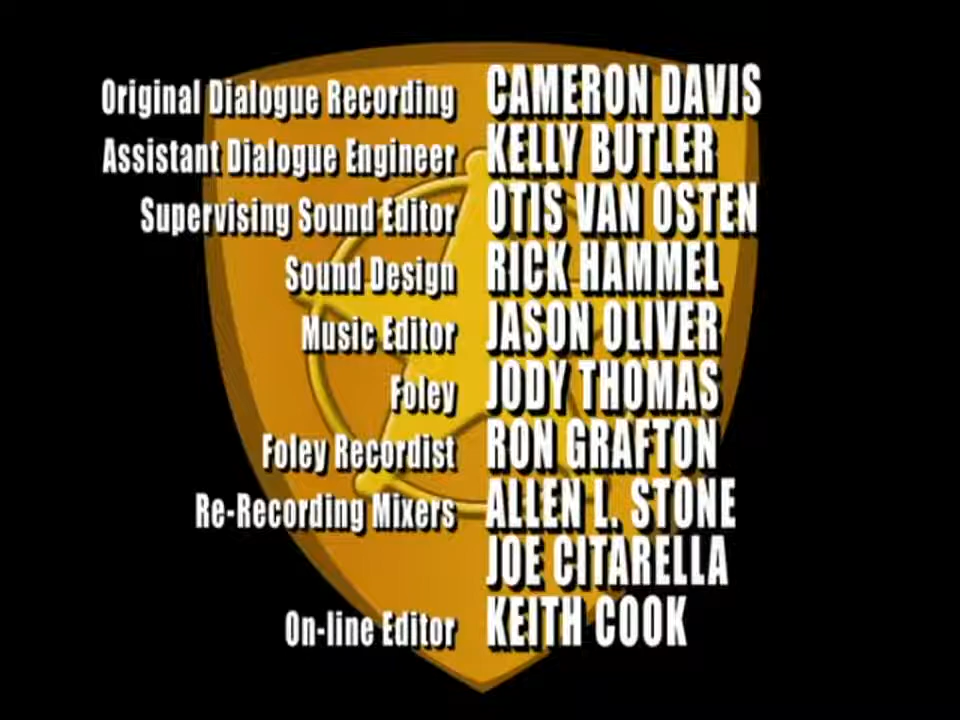 Original Dialogue Recording CAMERON DAVIS
Assistant Dialogue Engineer KELLY BUTLER
Supervising Sound Editor OTIS VAN OSTEN
Sound Design RICK HAMMEL
Music Editor JASON OLIVER
Foley JODY THOMAS
Foley Recordist RON GRAFTON
Re-Recording Mixers ALLEN L. STONE
JOE CITARELLA
On-line Editor KEITH COOK